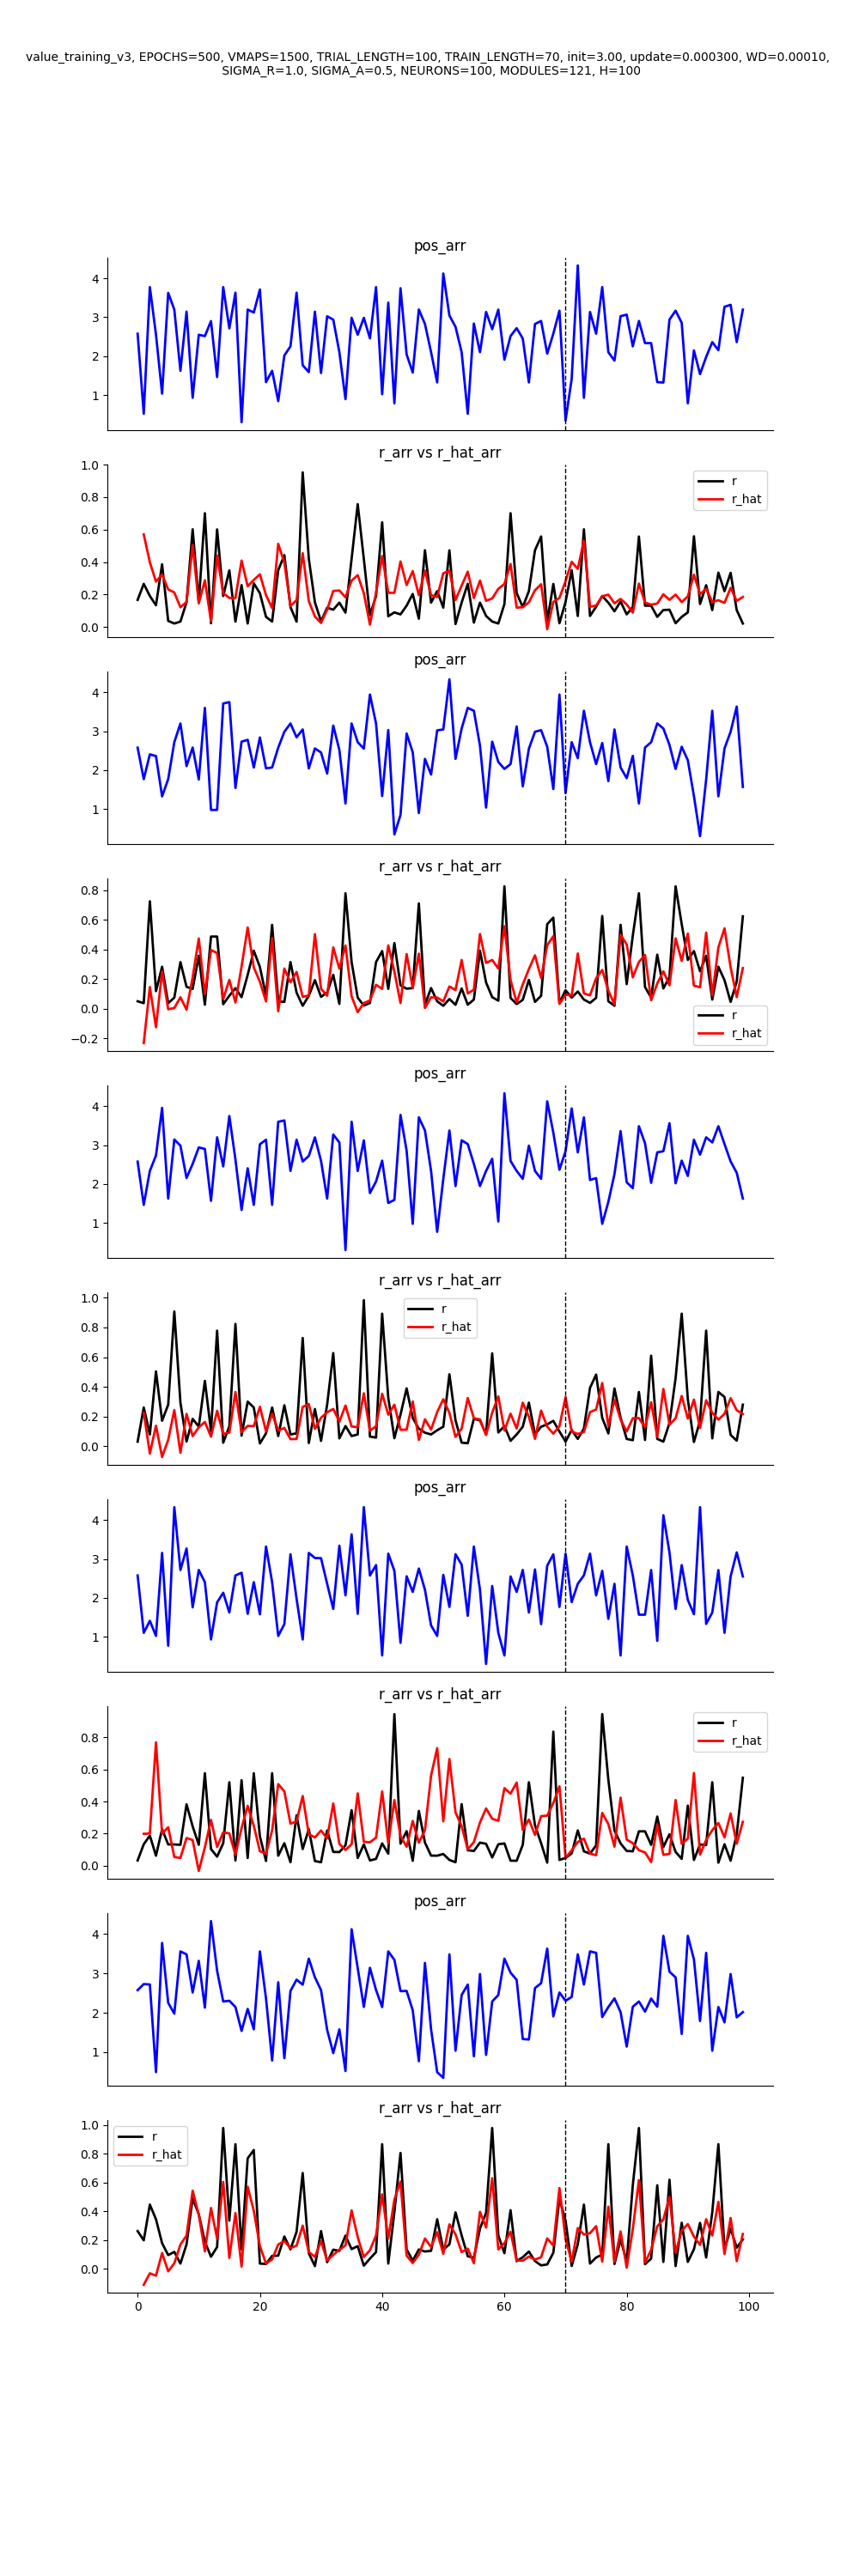 value_training_v3, EPOCHS=500, VMAPS=1500, TRIAL_LENGTH=100, TRAIN_LENGTH=70, init=3.00, update=0.000300, WD=0.00010,
SIGMA_R=1.0, SIGMA_A=0.5, NEURONS=100, MODULES=121, H=100
pos_arr
4
3
2
1
r_arr vs r_hat_arr
1.0
0.8
0.6
0.4
0.2
0.0
r
r_hat
pos_arr
4
3
2
1
r_arr vs r_hat_arr
0.8
0.6
0.4
0.2
0.0
−0.2
r
r_hat
pos_arr
4
3
2
1
r_arr vs r_hat_arr
1.0
0.8
0.6
0.4
0.2
0.0
r
r_hat
pos_arr
4
3
2
1
r_arr vs r_hat_arr
0.8
0.6
0.4
0.2
0.0
r
r_hat
pos_arr
4
3
2
1
r_arr vs r_hat_arr
1.0
0.8
0.6
0.4
0.2
0.0
r
r_hat
0 20 40 60 80 100